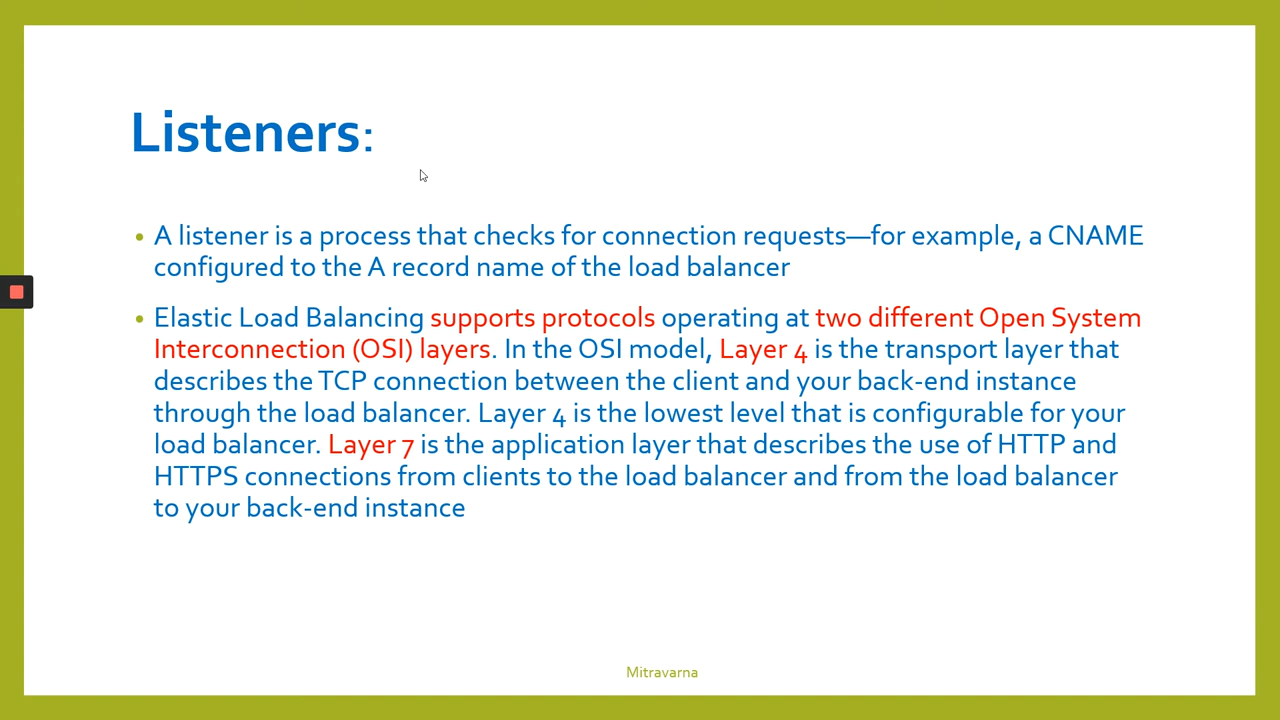 Listeners:
• A listener is a process that checks for connection requests—for example, a CNAME
configured to the A record name of the load balancer
• Elastic Load Balancing supports protocols operating at two different Open System
Interconnection (OSI) layers. In the OSI model, Layer 4 is the transport layer that
describes the TCP connection between the client and your back-end instance
through the load balancer. Layer 4 is the lowest level that is configurable for your
load balancer. Layer 7 is the application layer that describes the use of HTTP and
HTTPS connections from clients to the load balancer and from the load balancer
to your back-end instance
Mitravarna